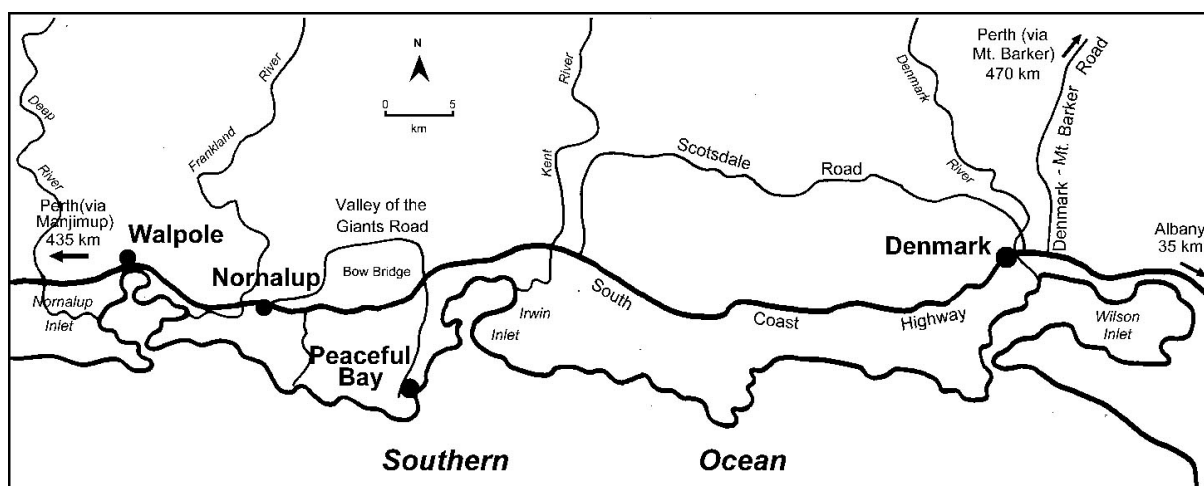 Deep
River
Frankland
River
N
0 5
km
Kent
River
Scotsdale
Road
Denmark
River
Perth (via
Mt. Barker)
470 km
Denmark - Mt. Barker Road
Perth(via
Manjimup)
435 km
Walpole
Nornalup
Valley of the
Giants Road
Bow Bridge
Denmark
Albany
35 km
Nornalup
Inlet
Peaceful
Bay
Irwin
Inlet
South
Coast
Highway
Wilson
Inlet
Southern Ocean